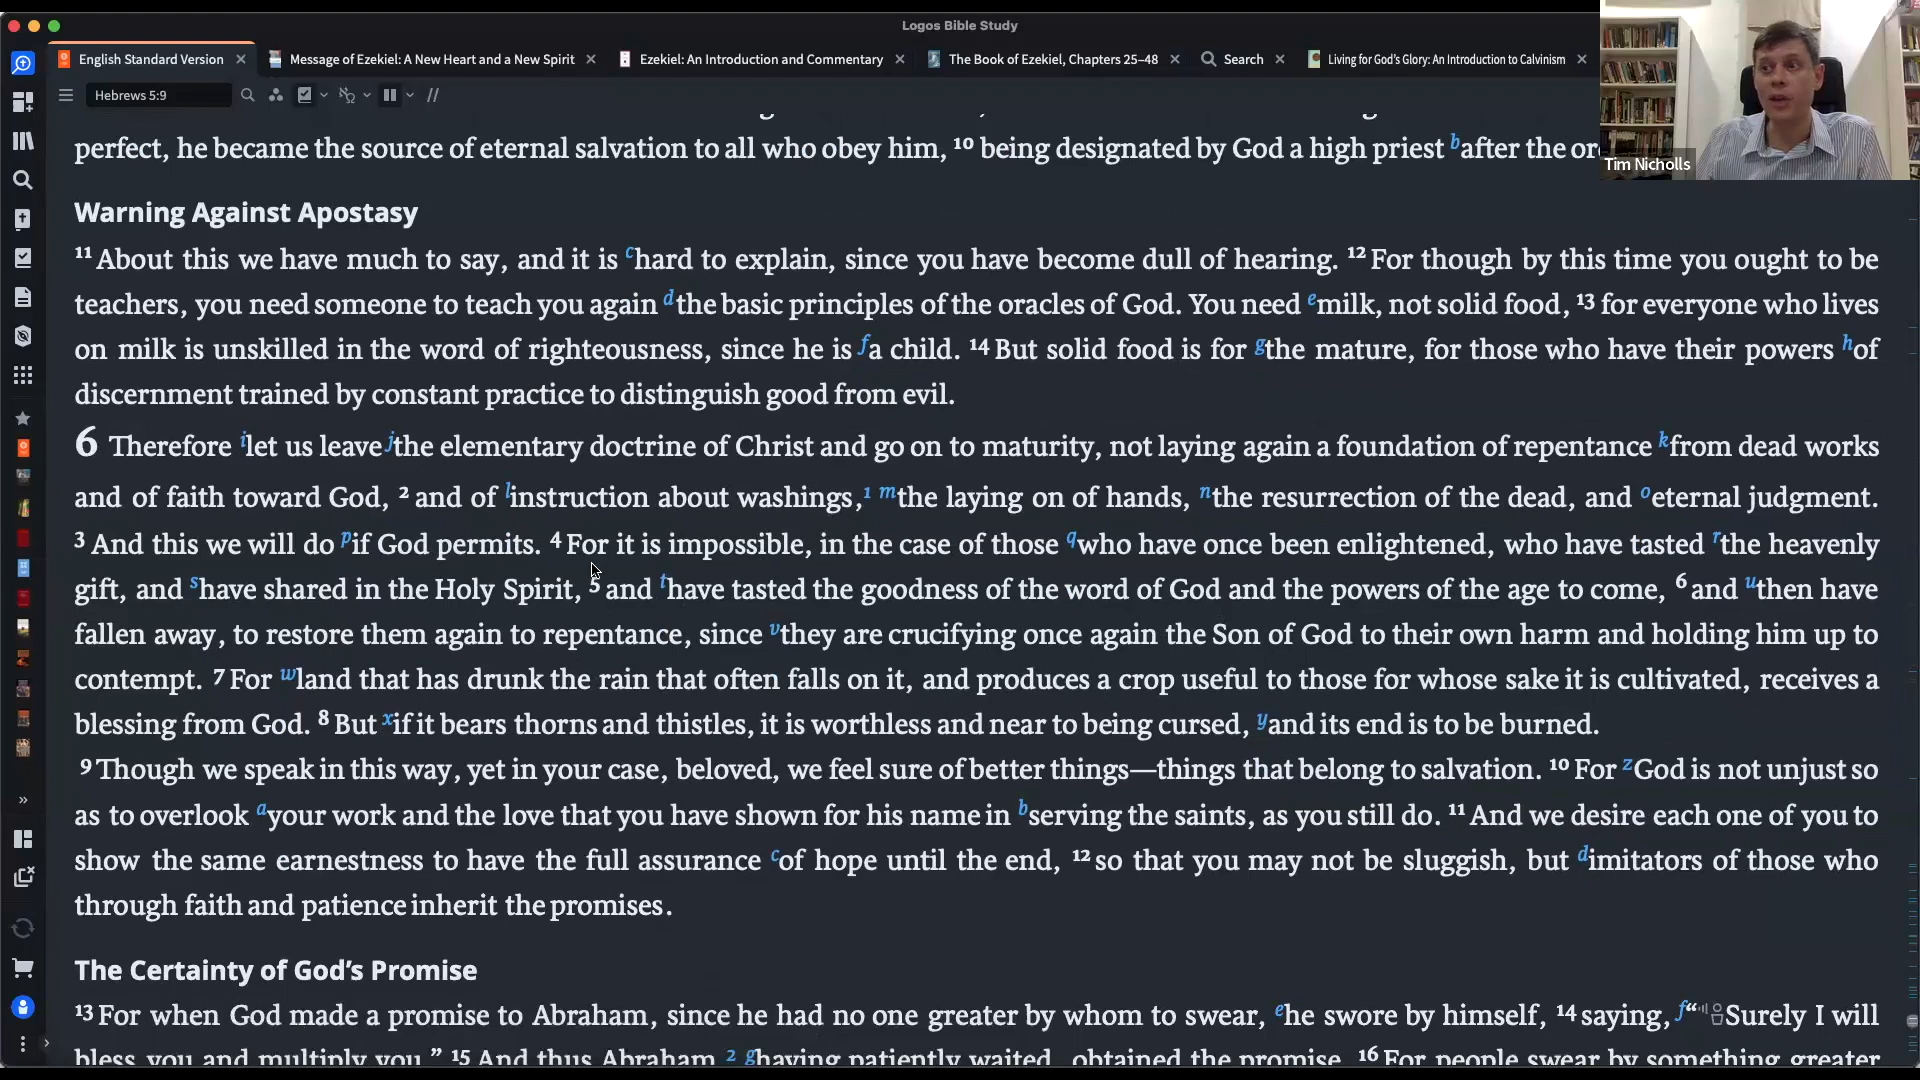 Logos Bible Study
English Standard Version
Message of Ezekiel: A New Heart and a New Spirit
Ezekiel: An Introduction and Commentary
The Book of Ezekiel, Chapters 25–48
Search
Living for God's Glory: An Introduction to Calvinism
Hebrews 5:9
Tim Nicholls
perfect, he became the source of eternal salvation to all who obey him, 10 being designated by God a high priest b after the
Warning Against Apostasy
11 About this we have much to say, and it is c hard to explain, since you have become dull of hearing. 12 For though by this time you ought to be
teachers, you need someone to teach you again d the basic principles of the oracles of God. You need e milk, not solid food, 13 for everyone who lives
on milk is unskilled in the word of righteousness, since he is f a child. 14 But solid food is for g the mature, for those who have their powers h of
discernment trained by constant practice to distinguish good from evil.
6 Therefore i let us leave j the elementary doctrine of Christ and go on to maturity, not laying again a foundation of repentance k from dead works
and of faith toward God, 2 and of l instruction about washings, 1 m the laying on of hands, n the resurrection of the dead, and o eternal judgment.
3 And this we will do p if God permits. 4 For it is impossible, in the case of those q who have once been enlightened, who have tasted r the heavenly
gift, and s have shared in the Holy Spirit, 5 and t have tasted the goodness of the word of God and the powers of the age to come, 6 and u then have
fallen away, to restore them again to repentance, since v they are crucifying once again the Son of God to their own harm and holding him up to
contempt. 7 For w land that has drunk the rain that often falls on it, and produces a crop useful to those for whose sake it is cultivated, receives a
blessing from God. 8 But x if it bears thorns and thistles, it is worthless and near to being cursed, y and its end is to be burned.
9 Though we speak in this way, yet in your case, beloved, we feel sure of better things—things that belong to salvation. 10 For z God is not unjust so
as to overlook a your work and the love that you have shown for his name in b serving the saints, as you still do. 11 And we desire each one of you to
show the same earnestness to have the full assurance c of hope until the end, 12 so that you may not be sluggish, but d imitators of those who
through faith and patience inherit the promises.
The Certainty of God's Promise
13 For when God made a promise to Abraham, since he had no one greater by whom to swear, e he swore by himself, 14 saying, f “Surely I will
bless you and multiply you.” 15 And thus Abraham, 2 g having patiently waited, obtained the promise. 16 For people swear by something greater